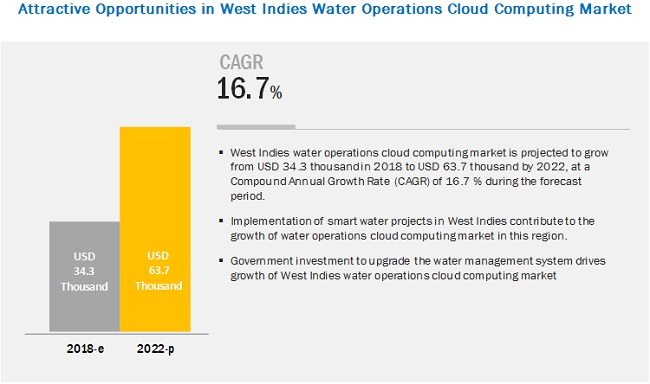 Attractive Opportunities in West Indies Water Operations Cloud Computing Market
CAGR
16.7%
▪ West Indies water operations cloud computing market is projected to grow
from USD 34.3 thousand in 2018 to USD 63.7 thousand by 2022, at a
Compound Annual Growth Rate (CAGR) of 16.7 % during the forecast
period.
▪ Implementation of smart water projects in West Indies contribute to the
growth of water operations cloud computing market in this region.
▪ Government investment to upgrade the water management system drives
growth of West Indies water operations cloud computing market
USD
34.3
Thousand
USD
63.7
Thousand
2018-e
2022-p